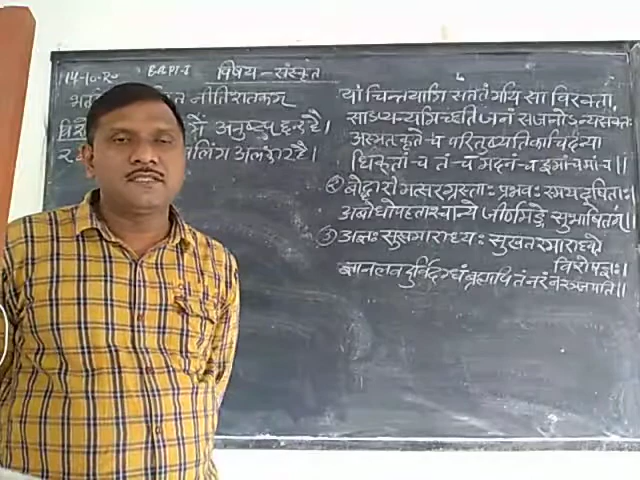 14-10-20 B.A PT-I विषय - संस्कृत
नीतिशतकम्
में अनुष्टुप् छन्द है।
२ लिंग अलंकार है।
यां चिन्तयामि सततं मयि सा विरक्ता,
साऽप्यन्यमिच्छति जनं स जनोऽन्यसक्तः
अस्मत्कृते च परितुष्यति काचिदन्या
धिक् तां च तं च मदनं च इमां च मां च॥
② बोद्धारो मत्सरग्रस्ताः प्रभवः स्मयदूषिताः
अबोधोपहताश्चान्ये जीर्णमङ्गे सुभाषितम्॥
③ अज्ञः सुखमाराध्यः सुखतरमाराध्यते
विशेषज्ञः।
ज्ञानलवदुर्विदग्धं ब्रह्मापि तं नरं न रञ्जयति॥